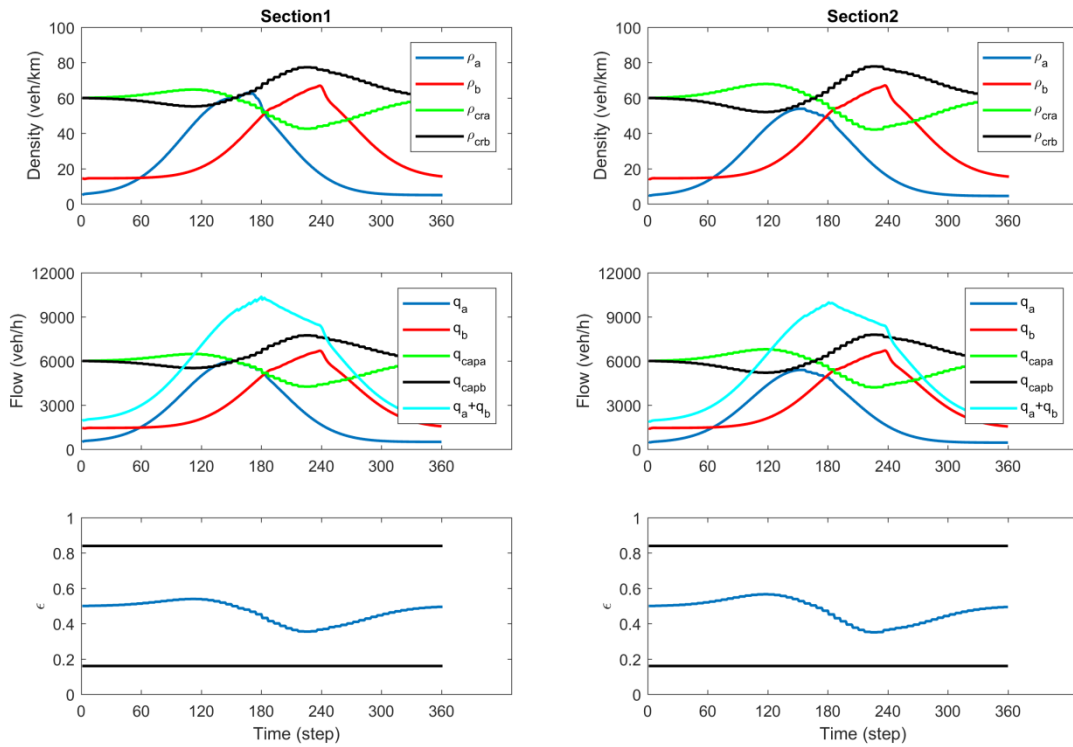 Section1
Density (veh/km)
100
80
60
40
20
0
0 60 120 180 240 300 360
ρa
ρb
ρcra
ρcrb
Section2
Density (veh/km)
100
80
60
40
20
0
0 60 120 180 240 300 360
ρa
ρb
ρcra
ρcrb
Flow (veh/h)
12000
9000
6000
3000
0
0 60 120 180 240 300 360
qa
qb
qcapa
qcapb
qa+qb
Flow (veh/h)
12000
9000
6000
3000
0
0 60 120 180 240 300 360
qa
qb
qcapa
qcapb
qa+qb
ϵ
1
0.8
0.6
0.4
0.2
0
0 60 120 180 240 300 360
Time (step)
ϵ
1
0.8
0.6
0.4
0.2
0
0 60 120 180 240 300 360
Time (step)